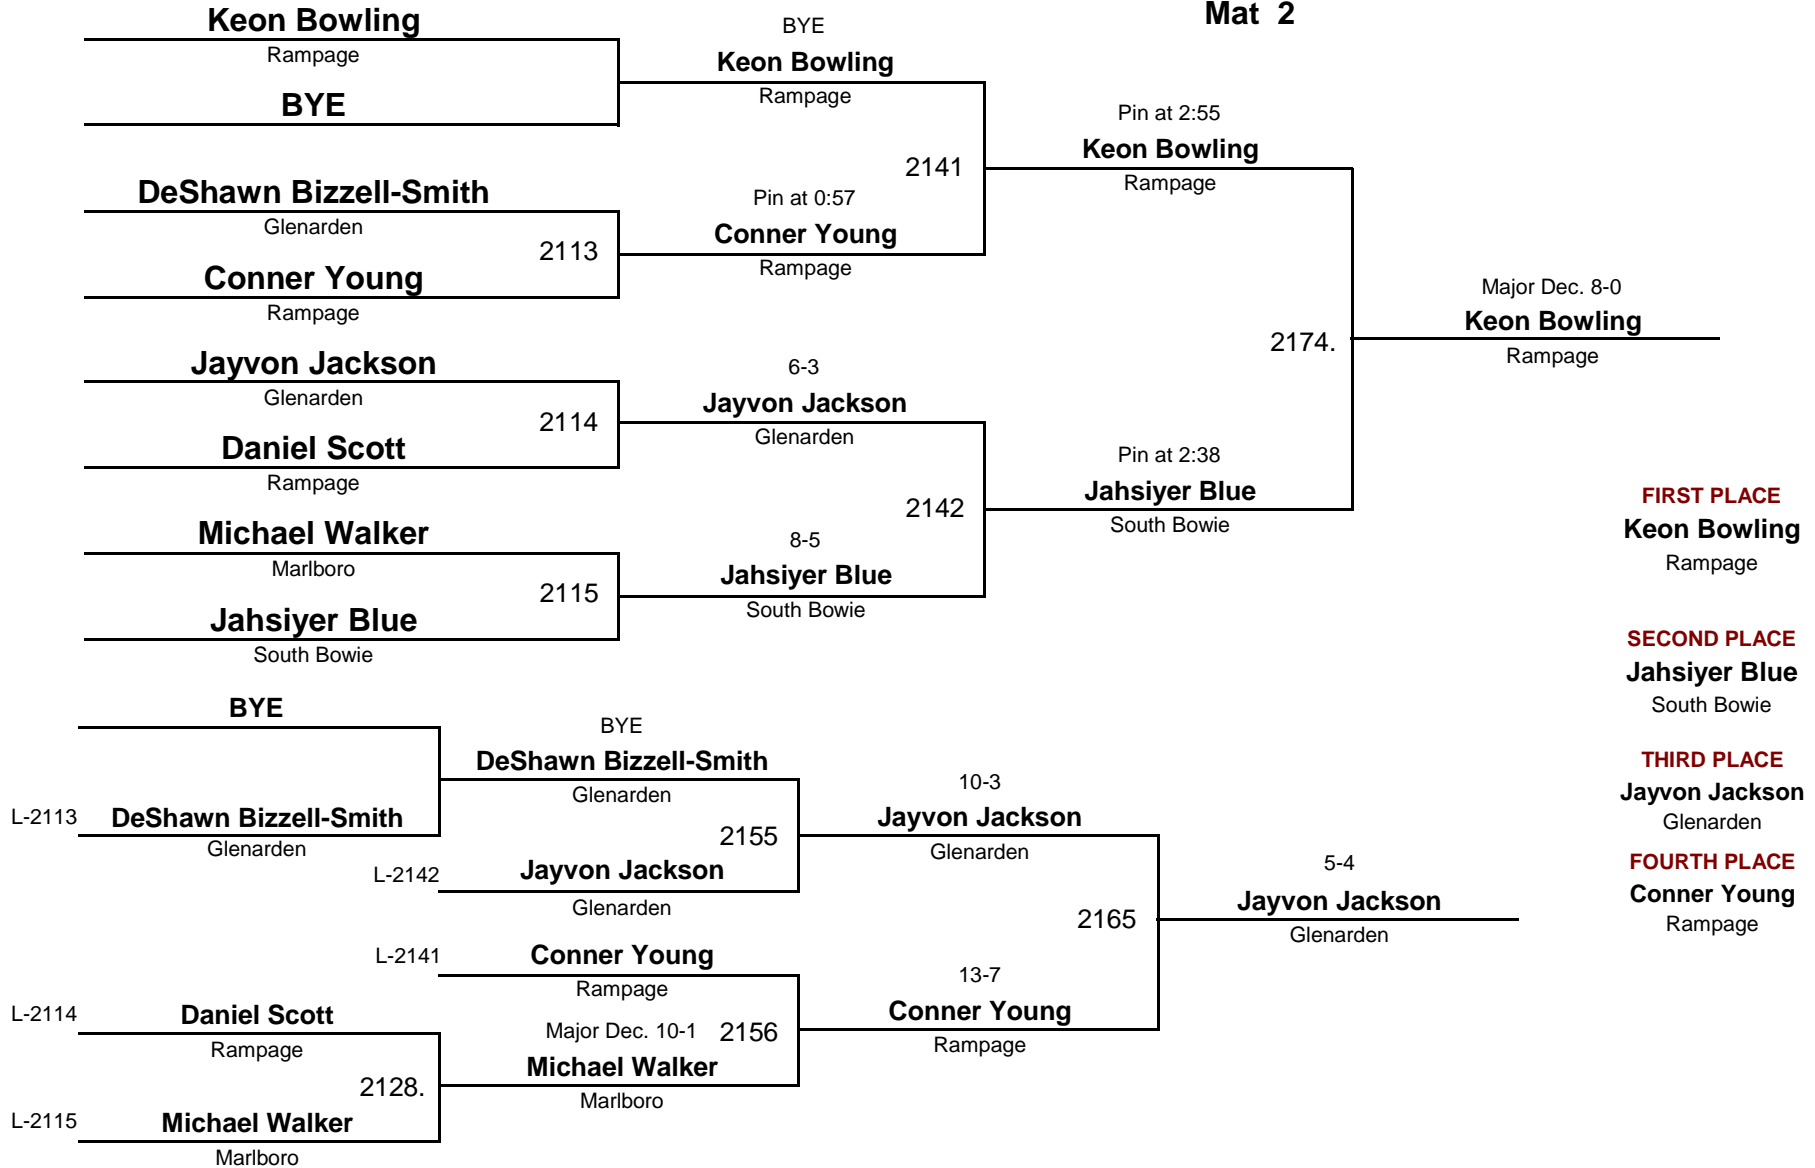 Mat 2
Keon Bowling
Rampage
BYE
DeShawn Bizzell-Smith
Glenarden
2113
Conner Young
Rampage
Jayvon Jackson
Glenarden
2114
Daniel Scott
Rampage
Michael Walker
Marlboro
2115
Jahsiyer Blue
South Bowie
BYE
Keon Bowling
Rampage
2141
Pin at 0:57
Conner Young
Rampage
6-3
Jayvon Jackson
Glenarden
2142
8-5
Jahsiyer Blue
South Bowie
Pin at 2:55
Keon Bowling
Rampage
2174.
Pin at 2:38
Jahsiyer Blue
South Bowie
Major Dec. 8-0
Keon Bowling
Rampage
FIRST PLACE
Keon Bowling
Rampage
SECOND PLACE
Jahsiyer Blue
South Bowie
THIRD PLACE
Jayvon Jackson
Glenarden
FOURTH PLACE
Conner Young
Rampage
BYE
L-2113 DeShawn Bizzell-Smith
Glenarden
L-2114 Daniel Scott
Rampage
2128.
L-2115 Michael Walker
Marlboro
BYE
DeShawn Bizzell-Smith
Glenarden
2155
L-2142 Jayvon Jackson
Glenarden
L-2141 Conner Young
Rampage
Major Dec. 10-1 2156
Michael Walker
Marlboro
10-3
Jayvon Jackson
Glenarden
2165
13-7
Conner Young
Rampage
5-4
Jayvon Jackson
Glenarden